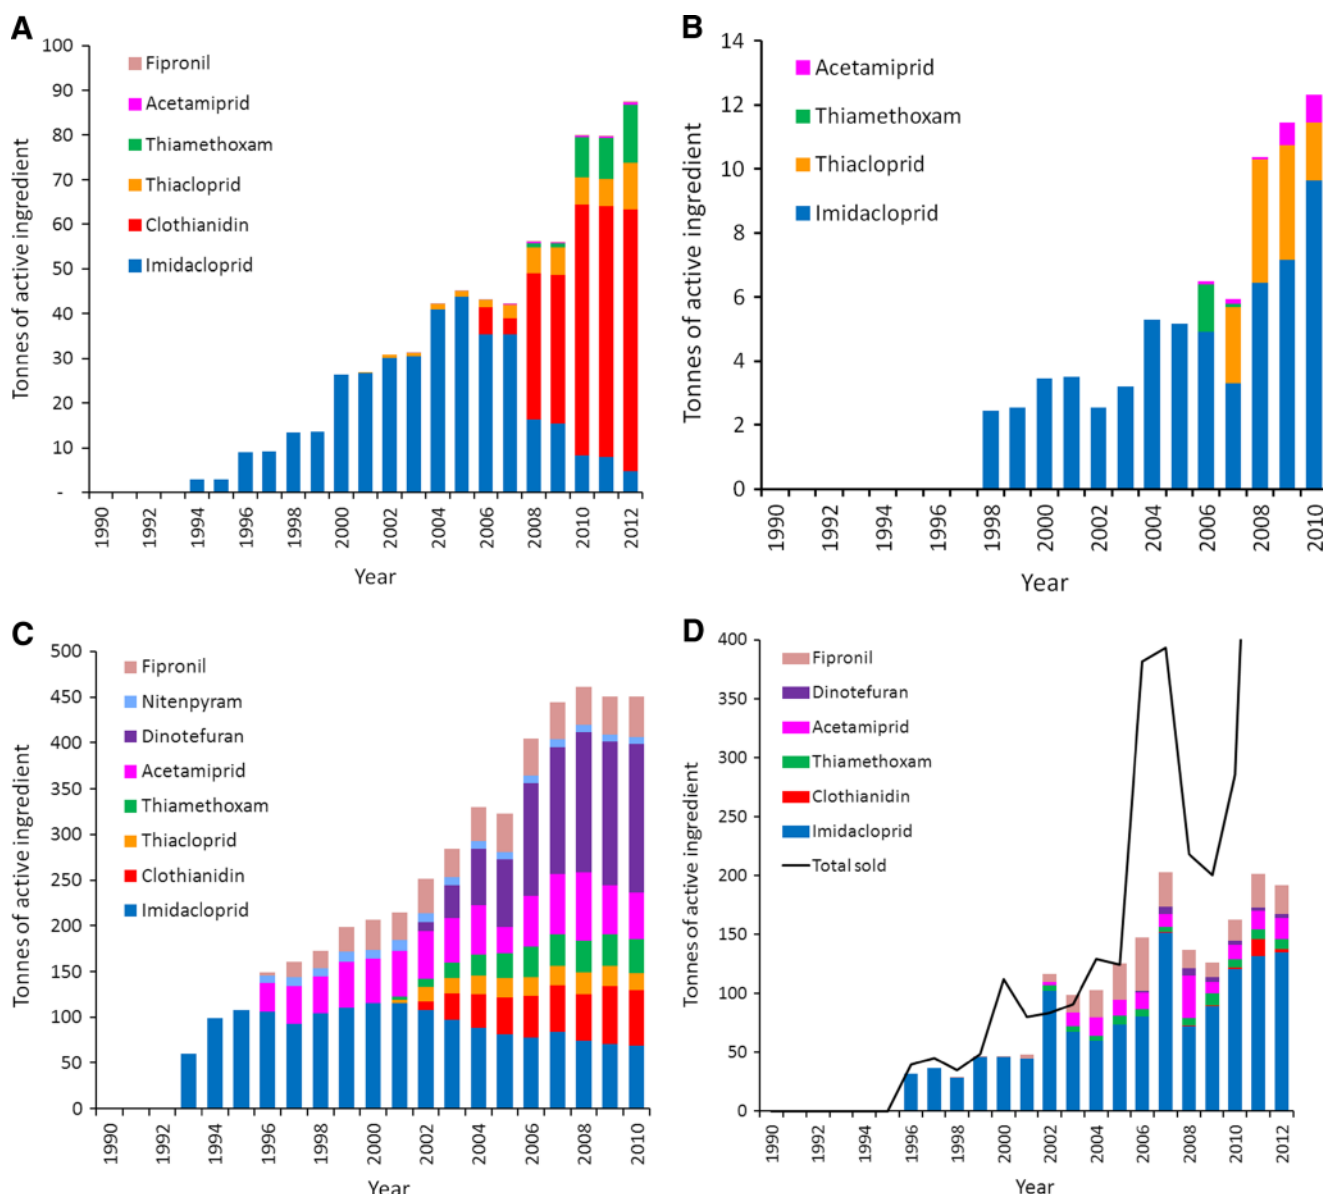 A
Tonnes of active ingredient
100
90
80
70
60
50
40
30
20
10
-
Fipronil
Acetamiprid
Thiamethoxam
Thiacloprid
Clothianidin
Imidacloprid
1990
1992
1994
1996
1998
2000
2002
2004
2006
2008
2010
2012
Year
B
Tonnes of active ingredient
14
12
10
8
6
4
2
0
Acetamiprid
Thiamethoxam
Thiacloprid
Imidacloprid
1990
1992
1994
1996
1998
2000
2002
2004
2006
2008
2010
Year
C
Tonnes of active ingredient
500
450
400
350
300
250
200
150
100
50
0
Fipronil
Nitenpyram
Dinotefuran
Acetamiprid
Thiamethoxam
Thiacloprid
Clothianidin
Imidacloprid
1990
1992
1994
1996
1998
2000
2002
2004
2006
2008
2010
Year
D
Tonnes of active ingredient
400
350
300
250
200
150
100
50
0
Fipronil
Dinotefuran
Acetamiprid
Thiamethoxam
Clothianidin
Imidacloprid
Total sold
1990
1992
1994
1996
1998
2000
2002
2004
2006
2008
2010
2012
Year